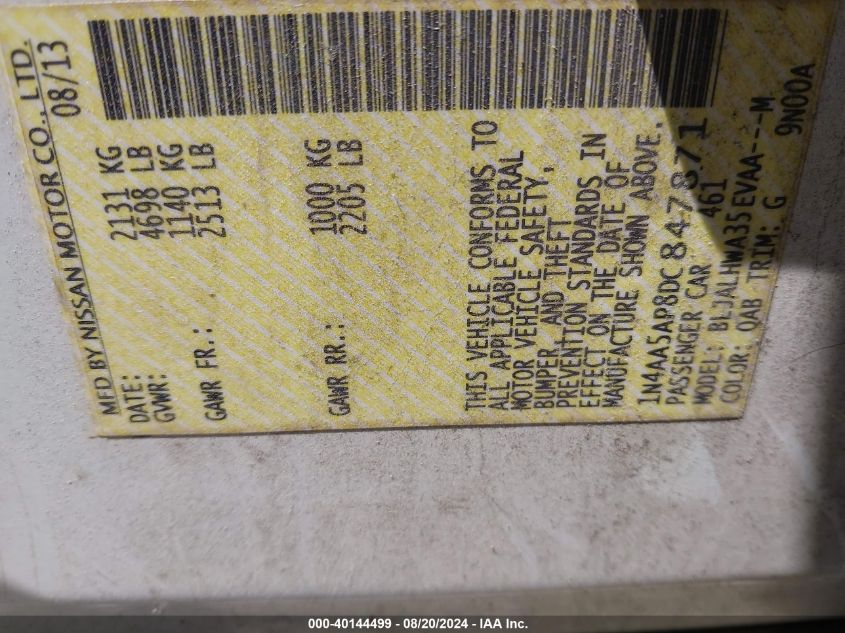 MFD BY NISSAN MOTOR CO., LTD.
DATE: 08/13
GVWR: 2131 KG
4698 LB
GAWR FR.: 1140 KG
2513 LB
GAWR RR.: 1000 KG
2205 LB
THIS VEHICLE CONFORMS TO
ALL APPLICABLE FEDERAL
MOTOR VEHICLE SAFETY,
BUMPER, AND THEFT
PREVENTION STANDARDS IN
EFFECT ON THE DATE OF
MANUFACTURE SHOWN ABOVE.
1N4AA5AP8DC847871
PASSENGER CAR 461
MODEL: BLJALHWA35EVAA---M
COLOR: QAB TRIM: G 9N00A
000-40144499 - 08/20/2024 - IAA Inc.